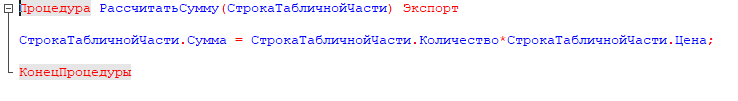 Процедура РассчитатьСумму(СтрокаТабличнойЧасти) Экспорт
СтрокаТабличнойЧасти.Сумма = СтрокаТабличнойЧасти.Количество*СтрокаТабличнойЧасти.Цена;
КонецПроцедуры